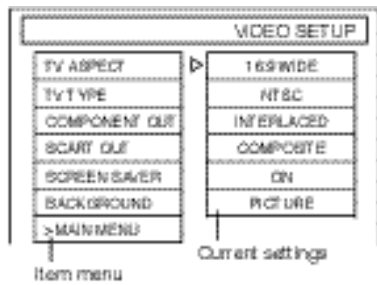 VIDEO SETUP
TV ASPECT 16:9 WIDE
TV TYPE NTSC
COMPONENT OUT INTERLACED
SCART OUT COMPOSITE
SCREEN SAVER ON
BACKGROUND PICTURE
>MAIN MENU
Current settings
Item menu